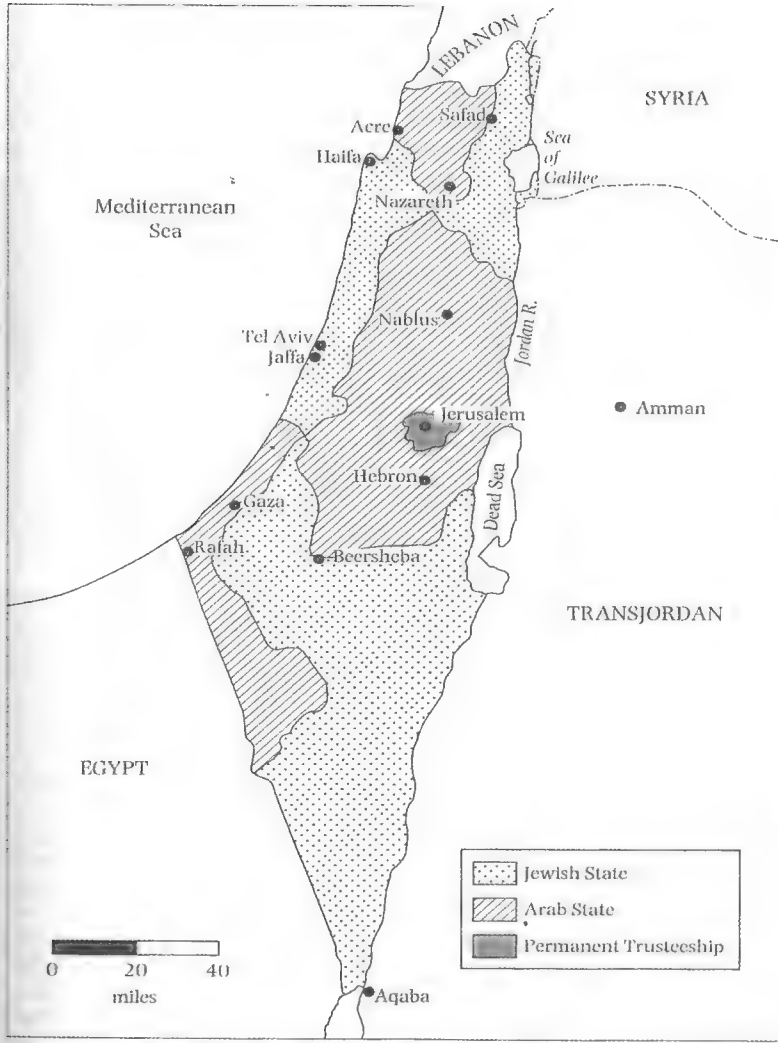 LEBANON
SYRIA
Acre
Safad
Haifa
Sea
of
Galilee
Mediterranean
Sea
Nazareth
Nablus
Jordan R.
Tel Aviv
Jaffa
Jerusalem
Amman
Hebron
Dead Sea
Gaza
Rafah
Beersheba
TRANSJORDAN
EGYPT
Jewish State
Arab State
Permanent Trusteeship
0 20 40
miles
Aqaba